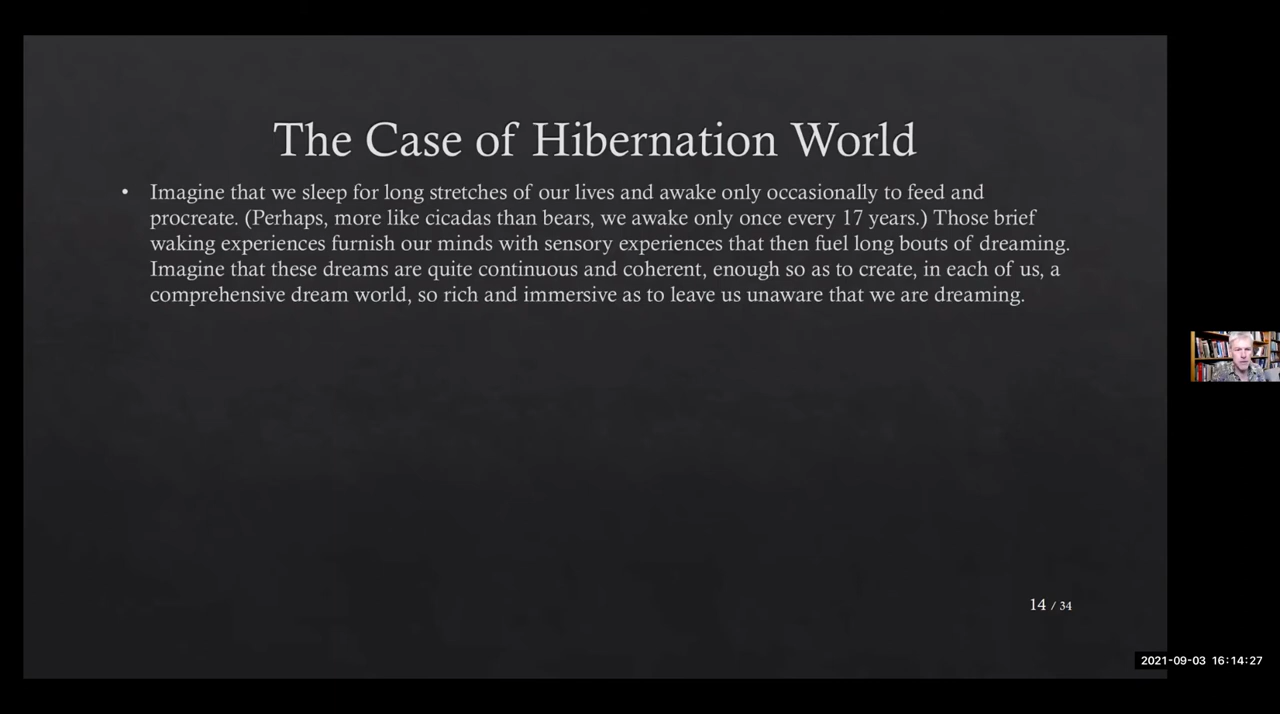 The Case of Hibernation World
• Imagine that we sleep for long stretches of our lives and awake only occasionally to feed and
procreate. (Perhaps, more like cicadas than bears, we awake only once every 17 years.) Those brief
waking experiences furnish our minds with sensory experiences that then fuel long bouts of dreaming.
Imagine that these dreams are quite continuous and coherent, enough so as to create, in each of us, a
comprehensive dream world, so rich and immersive as to leave us unaware that we are dreaming.
14 / 34
2021-09-03 16:14:27